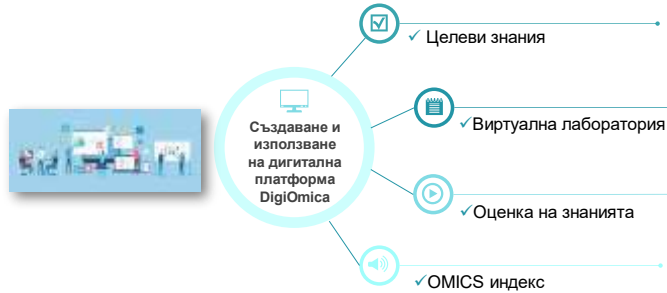 Създаване и
използване
на дигитална
платформа
DigiOmica
✓ Целеви знания
✓Виртуална лаборатория
✓Оценка на знанията
✓OMICS индекс